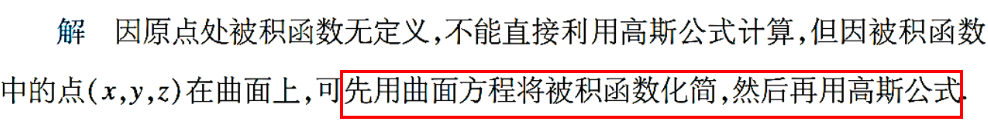 解 因原点处被积函数无定义,不能直接利用高斯公式计算,但因被积函数
中的点(x,y,z)在曲面上,可先用曲面方程将被积函数化简,然后再用高斯公式.